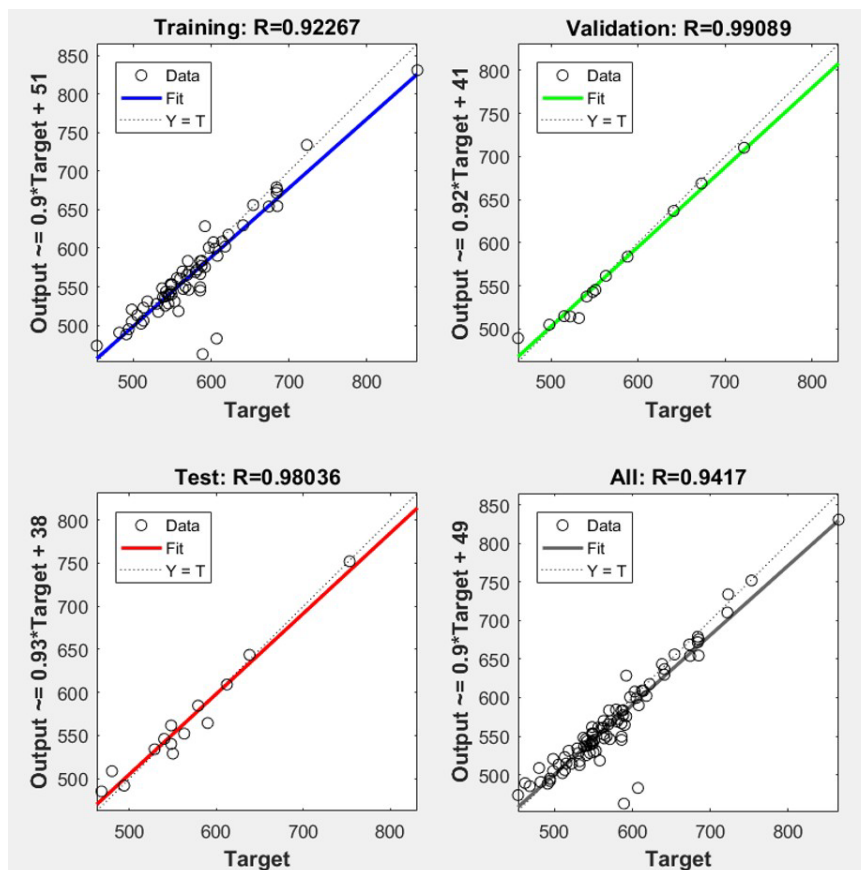 Training: R=0.92267
Output ~= 0.9*Target + 51
850
800
750
700
650
600
550
500
Data
Fit
Y = T
500 600 700 800
Target
Validation: R=0.99089
Output ~= 0.92*Target + 41
800
750
700
650
600
550
500
Data
Fit
Y = T
500 600 700 800
Target
Test: R=0.98036
Output ~= 0.93*Target + 38
800
750
700
650
600
550
500
Data
Fit
Y = T
500 600 700 800
Target
All: R=0.9417
Output ~= 0.9*Target + 49
850
800
750
700
650
600
550
500
Data
Fit
Y = T
500 600 700 800
Target